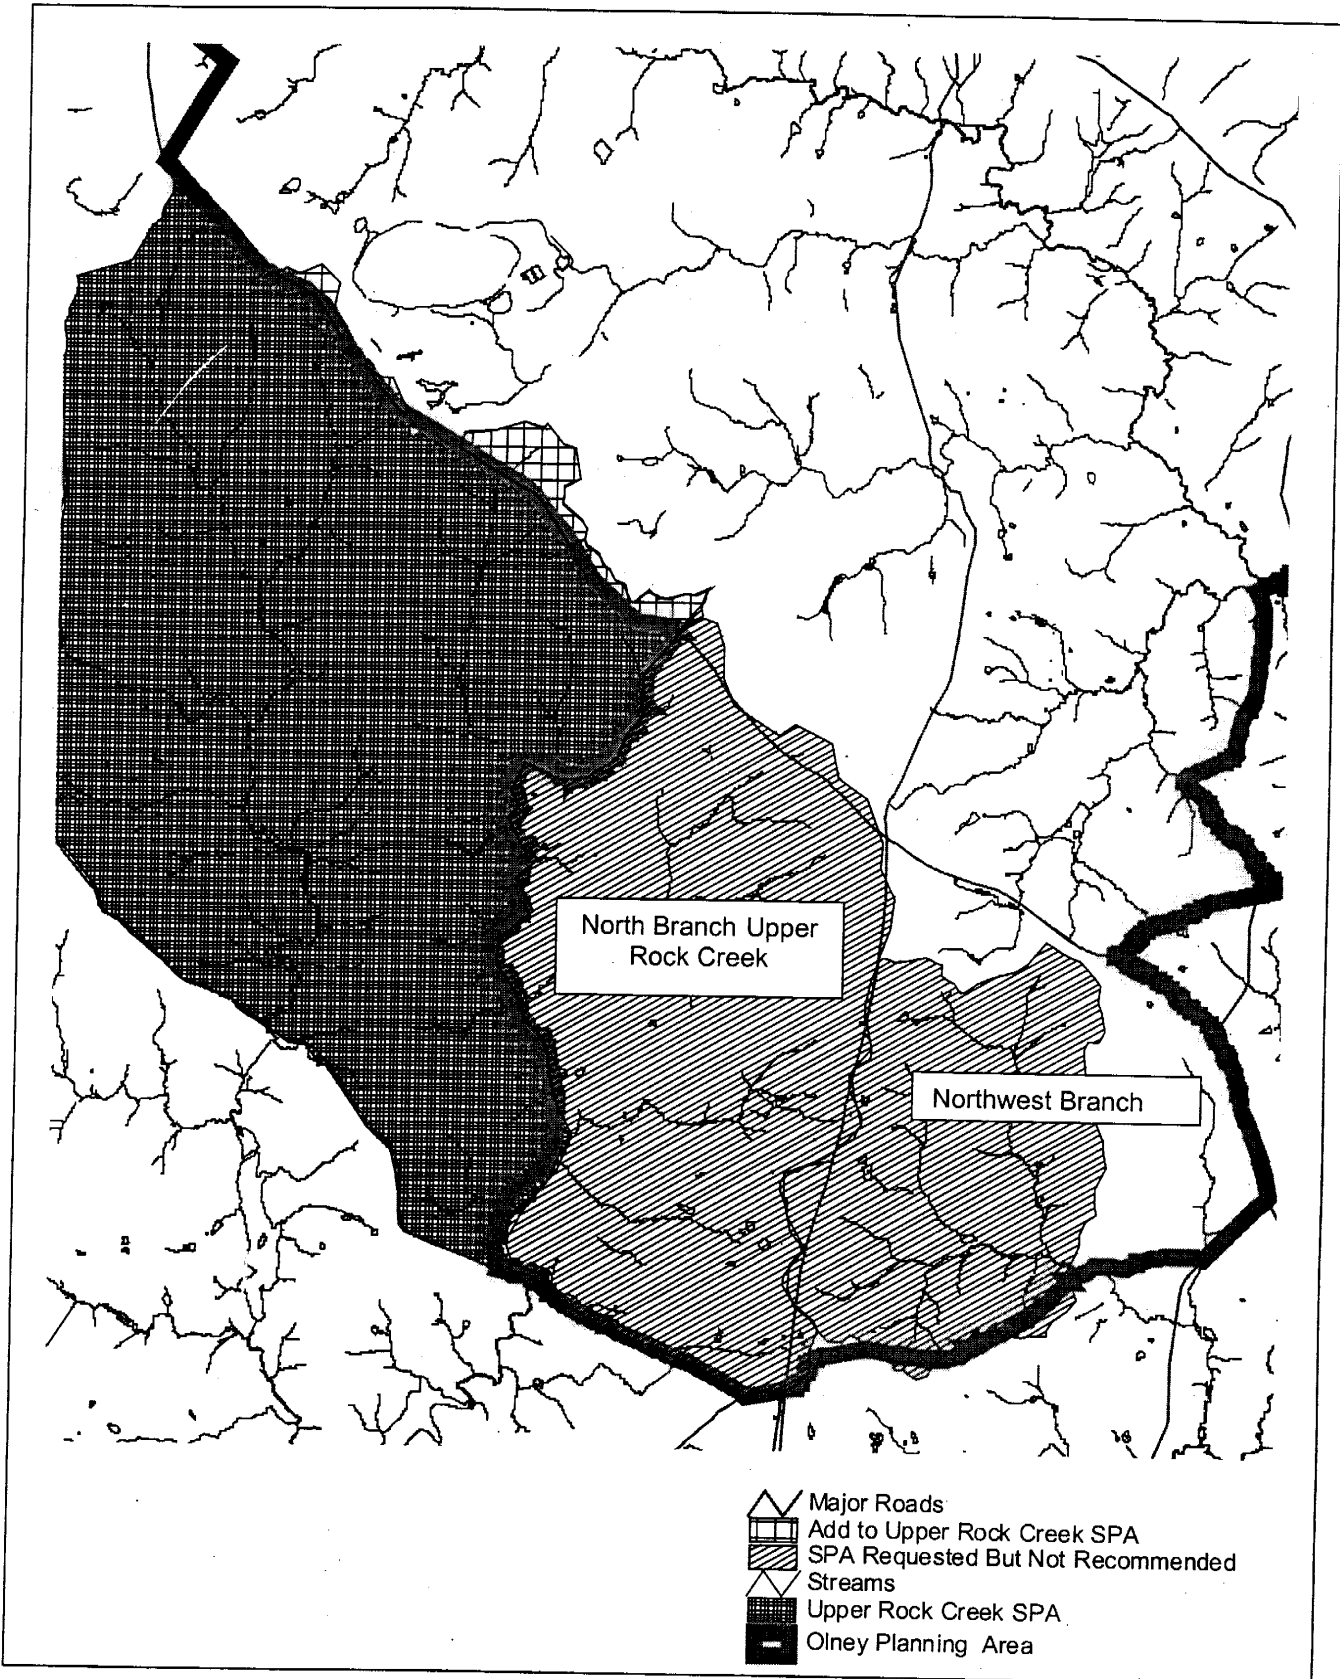 North Branch Upper
Rock Creek
Northwest Branch
Major Roads
Add to Upper Rock Creek SPA
SPA Requested But Not Recommended
Streams
Upper Rock Creek SPA
Olney Planning Area